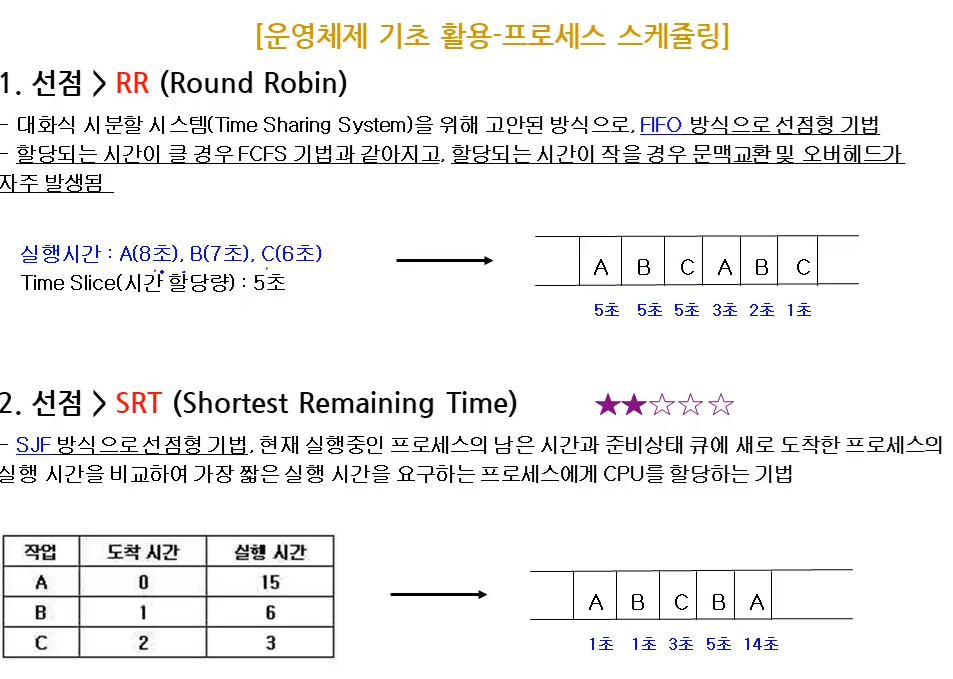 [운영체제 기초 활용-프로세스 스케쥴링]
1. 선점 > RR (Round Robin)
- 대화식 시분할 시스템(Time Sharing System)을 위해 고안된 방식으로, FIFO 방식으로 선점형 기법
- 할당되는 시간이 클 경우 FCFS 기법과 같아지고, 할당되는 시간이 작을 경우 문맥교환 및 오버헤드가
자주 발생됨
실행시간 : A(8초), B(7초), C(6초)
Time Slice(시간 할당량) : 5초
A B C A B C
5초 5초 5초 3초 2초 1초
2. 선점 > SRT (Shortest Remaining Time) ★★☆☆☆
- SJF 방식으로 선점형 기법, 현재 실행중인 프로세스의 남은 시간과 준비상태 큐에 새로 도착한 프로세스의
실행 시간을 비교하여 가장 짧은 실행 시간을 요구하는 프로세스에게 CPU를 할당하는 기법
작업 도착 시간 실행 시간
A 0 15
B 1 6
C 2 3
A B C B A
1초 1초 3초 5초 14초